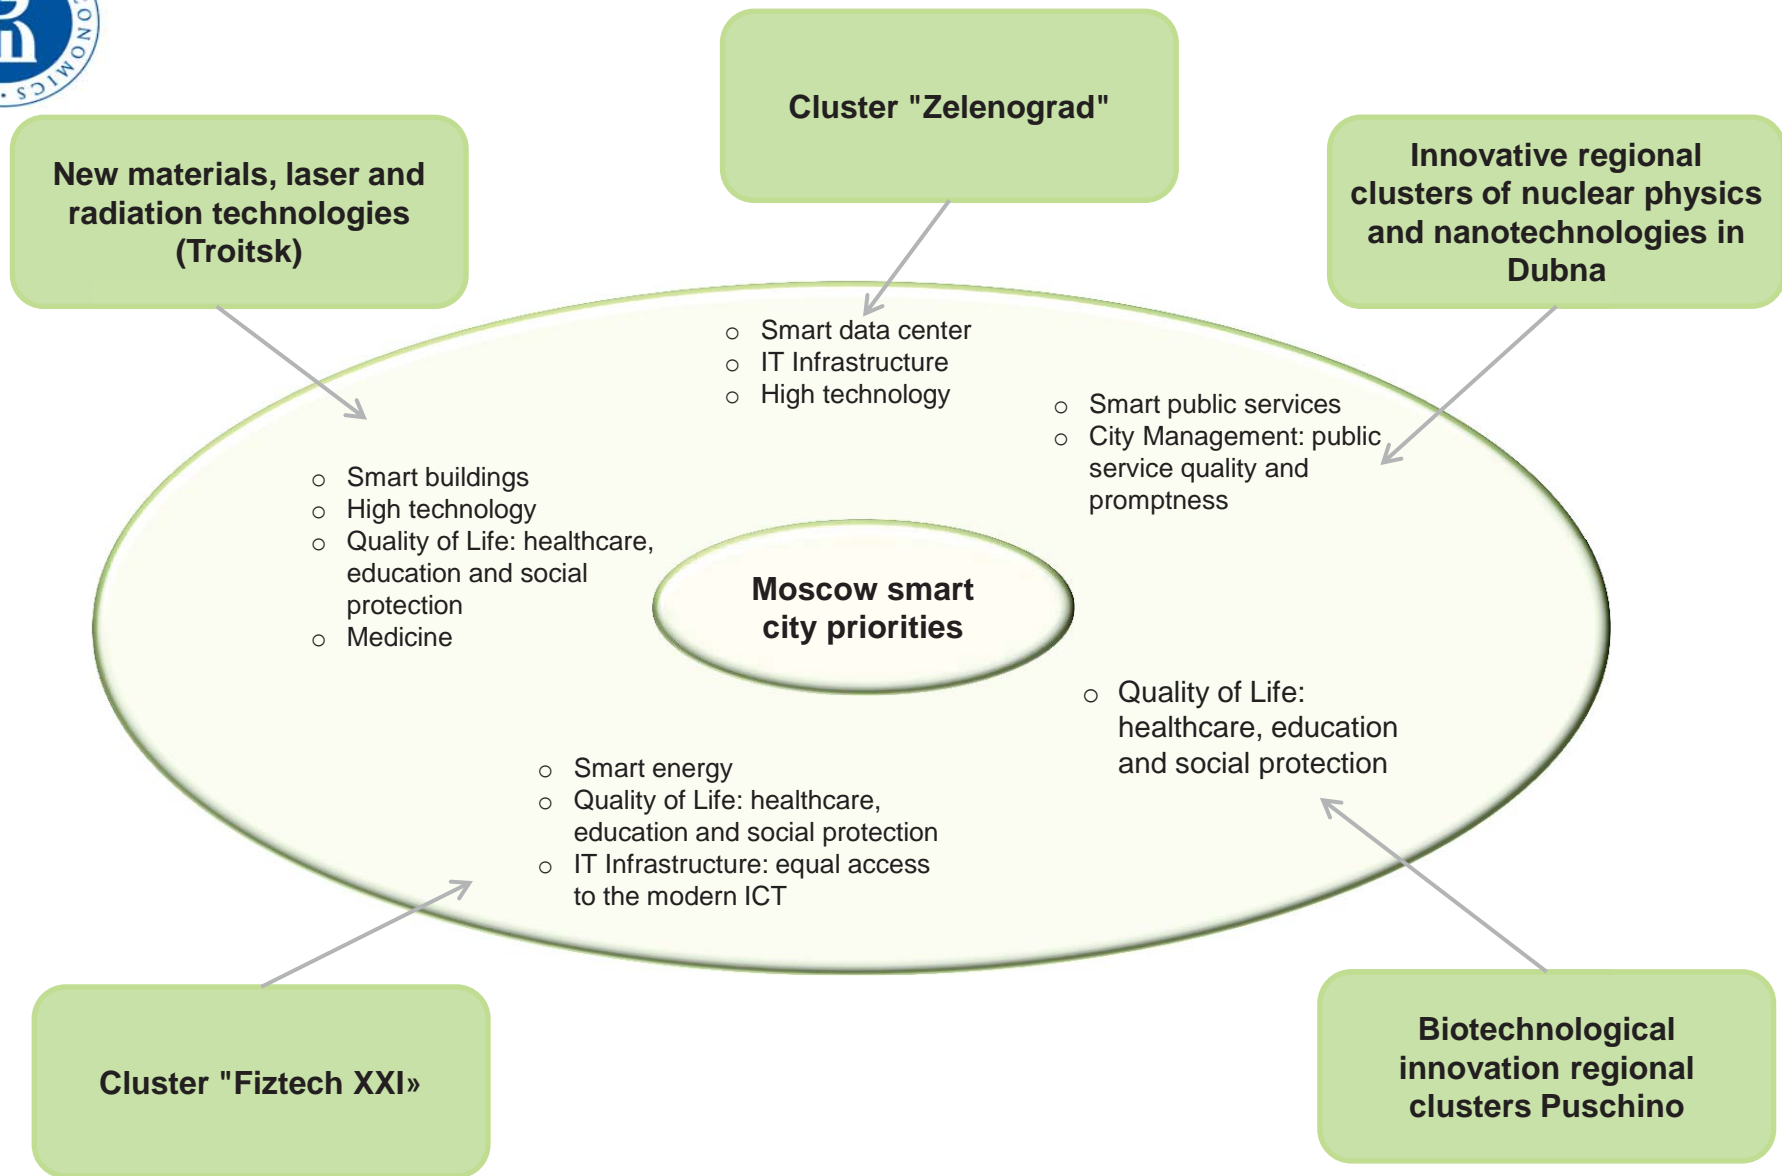 ECONOMICS
Cluster "Zelenograd"
New materials, laser and
radiation technologies
(Troitsk)
Innovative regional
clusters of nuclear physics
and nanotechnologies in
Dubna
o Smart data center
o IT Infrastructure
o High technology
o Smart public services
o City Management: public
service quality and
promptness
o Smart buildings
o High technology
o Quality of Life: healthcare,
education and social
protection
o Medicine
Moscow smart
city priorities
o Quality of Life:
healthcare, education
and social protection
o Smart energy
o Quality of Life: healthcare,
education and social protection
o IT Infrastructure: equal access
to the modern ICT
Cluster "Fiztech XXI»
Biotechnological
innovation regional
clusters Puschino